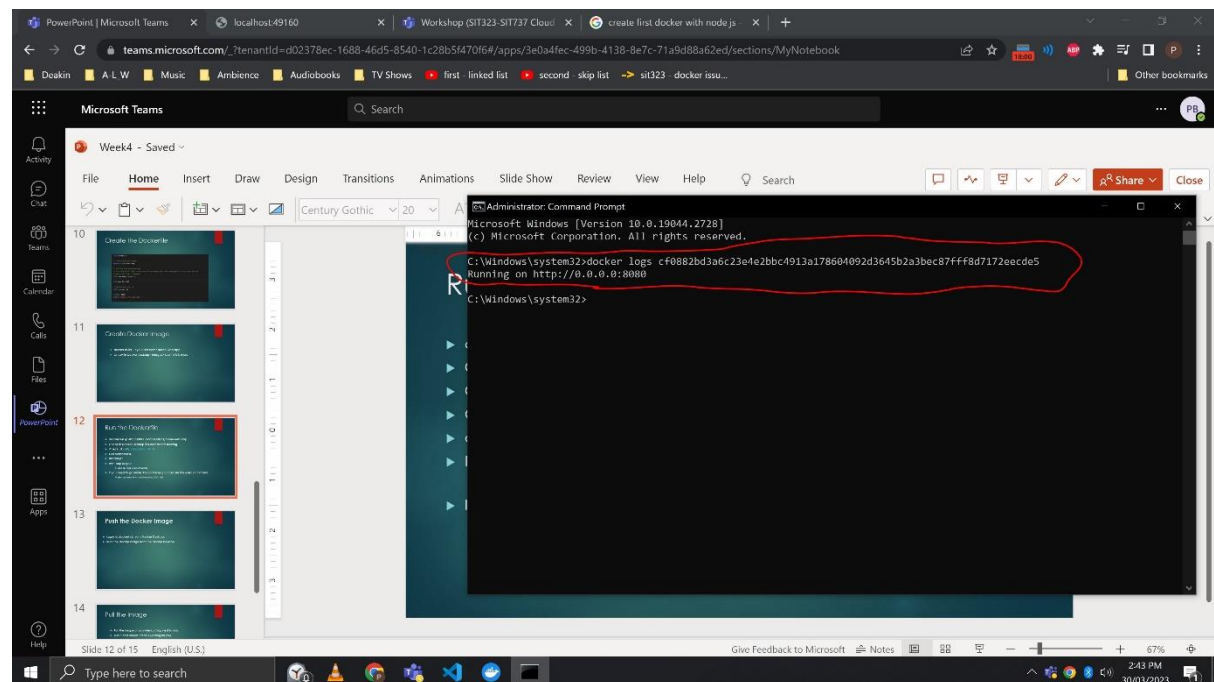 PowerPoint | Microsoft Teams
localhost:49160
Workshop (SIT323-SIT737 Cloud
create first docker with node js -
teams.microsoft.com/_?tenantId=d02378ec-1688-46d5-8540-1c28b5f470f6#/apps/3e0a4fec-499b-4138-8e7c-71a9d88a62ed/sections/MyNotebook
18:00
ABP
P
Deakin
A-L W
Music
Ambience
Audiobooks
TV Shows
first - linked list
second - skip list
sit323 - docker issu...
Other bookmarks
Microsoft Teams
Search
PB
Activity
Chat
Teams
Calendar
Calls
Files
PowerPoint
Apps
Help
Week4 - Saved
File Home Insert Draw Design Transitions Animations Slide Show Review View Help Search
Share
Close
Century Gothic 20 A
10
Create the Dockerfile
11
Create Docker Image
12
Run the Dockerfile
13
Push the Docker Image
14
Pull the Image
Administrator: Command Prompt
Microsoft Windows [Version 10.0.19044.2728]
(c) Microsoft Corporation. All rights reserved.
C:\Windows\system32>docker logs cf0882bd3a6c23e4e2bbc4913a178604092d3645b2a3bec87fff8d7172eecde5
Running on http://0.0.0.0:8080
C:\Windows\system32>
Slide 12 of 15 English (U.S.)
Give Feedback to Microsoft Notes
67%
Type here to search
2:43 PM
30/03/2023